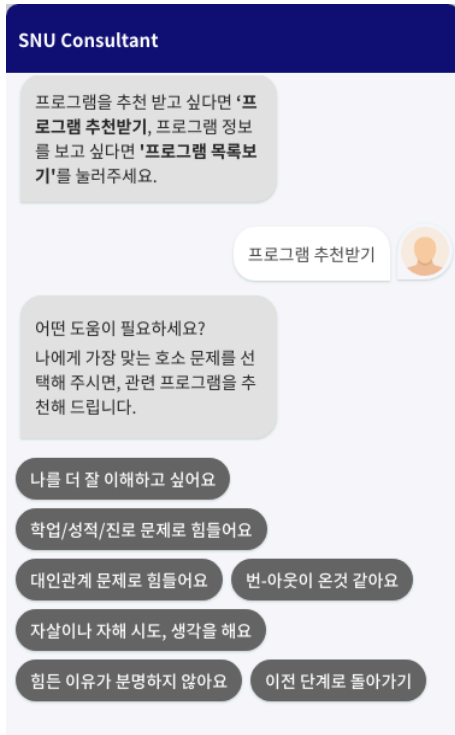 SNU Consultant
프로그램을 추천 받고 싶다면 ‘프
로그램 추천받기, 프로그램 정보
를 보고 싶다면 '프로그램 목록보
기'를 눌러주세요.
프로그램 추천받기
어떤 도움이 필요하세요?
나에게 가장 맞는 호소 문제를 선
택해 주시면, 관련 프로그램을 추
천해 드립니다.
나를 더 잘 이해하고 싶어요
학업/성적/진로 문제로 힘들어요
대인관계 문제로 힘들어요 번-아웃이 온것 같아요
자살이나 자해 시도, 생각을 해요
힘든 이유가 분명하지 않아요 이전 단계로 돌아가기